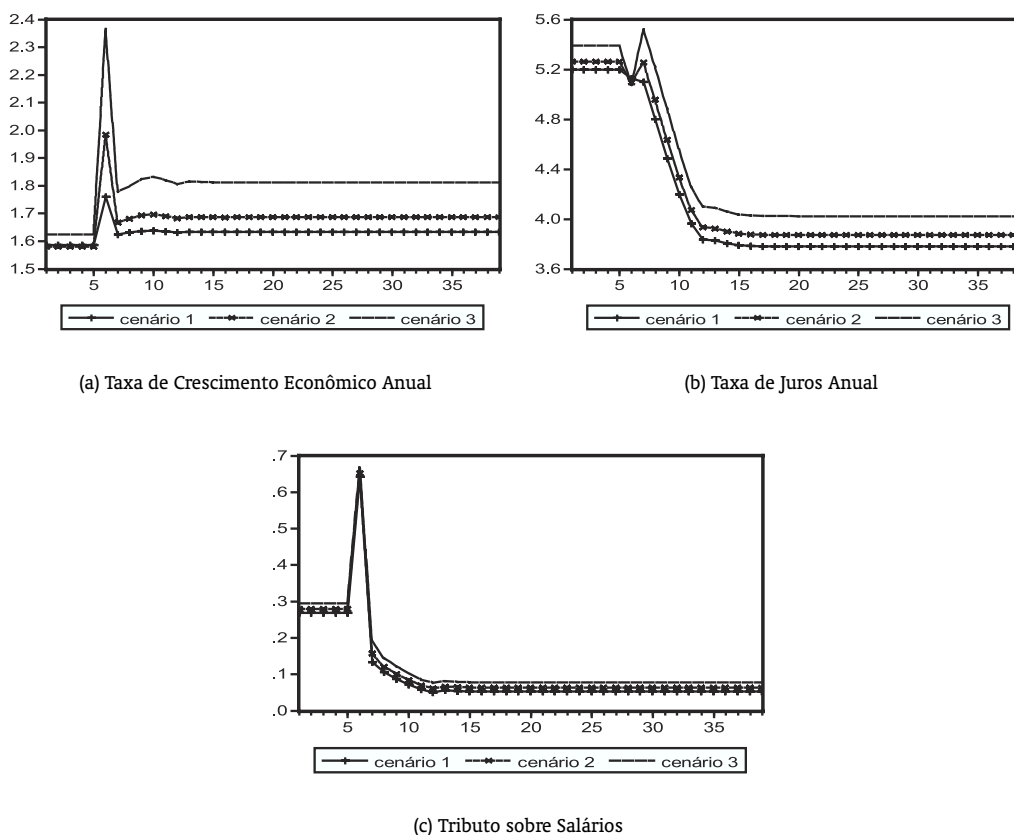 2.4
2.3
2.2
2.1
2.0
1.9
1.8
1.7
1.6
1.5
5 10 15 20 25 30 35
cenário 1 cenário 2 cenário 3
(a) Taxa de Crescimento Econômico Anual
5.6
5.2
4.8
4.4
4.0
3.6
5 10 15 20 25 30 35
cenário 1 cenário 2 cenário 3
(b) Taxa de Juros Anual
.7
.6
.5
.4
.3
.2
.1
.0
5 10 15 20 25 30 35
cenário 1 cenário 2 cenário 3
(c) Tributo sobre Salários